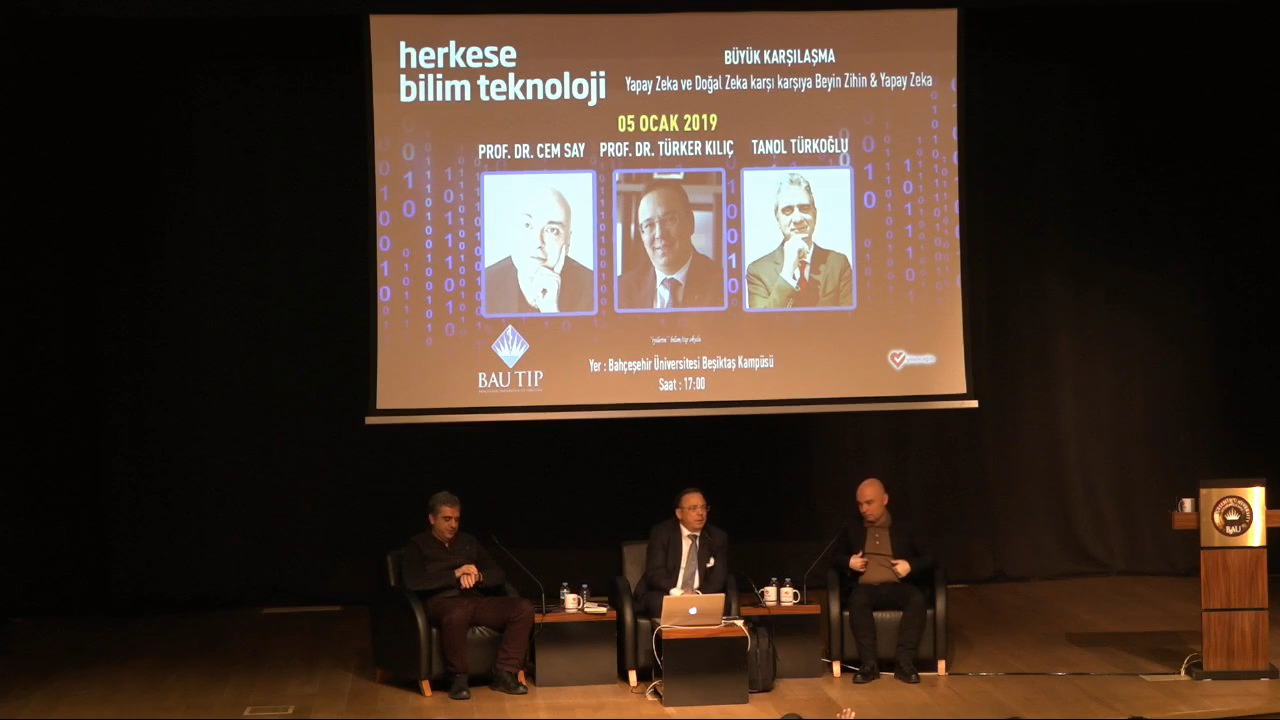 herkese
bilim teknoloji
BÜYÜK KARŞILAŞMA
Yapay Zeka ve Doğal Zeka karşı karşıya Beyin Zihin & Yapay Zeka
05 OCAK 2019
PROF. DR. CEM SAY
PROF. DR. TÜRKER KILIÇ
TANOL TÜRKOĞLU
BAU TIP
Yer : Bahçeşehir Üniversitesi Beşiktaş Kampüsü
Saat : 17:00
BAU